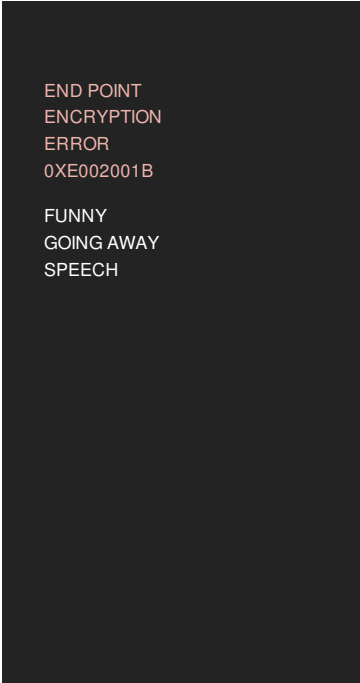 END POINT
ENCRYPTION
ERROR
0XE002001B
FUNNY
GOING AWAY
SPEECH